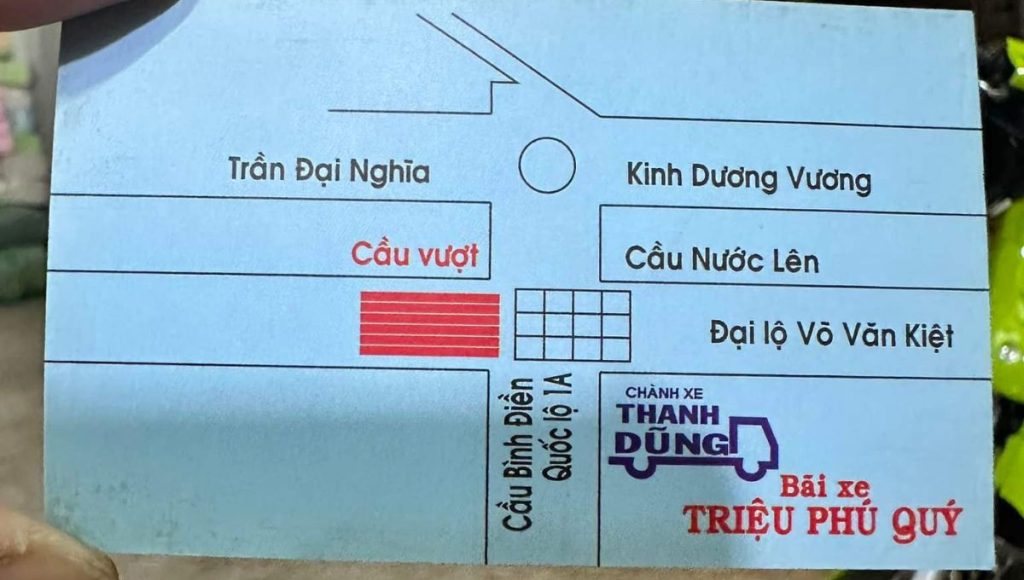 Trần Đại Nghĩa
Kinh Dương Vương
Cầu vượt
Cầu Nước Lên
Đại lộ Võ Văn Kiệt
Cầu Bình Điền
Quốc lộ 1A
CHÀNH XE
THANH
DŨNG
Bãi xe
TRIỆU PHÚ QUÝ